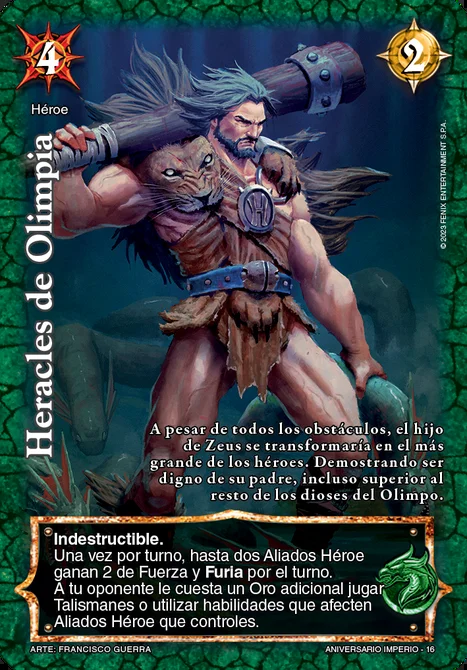 4
2
Héroe
Heracles de Olimpia
© 2023 FENIX ENTERTAINMENT S.P.A.
A pesar de todos los obstáculos, el hijo
de Zeus se transformaría en el más
grande de los héroes. Demostrando ser
digno de su padre, incluso superior al
resto de los dioses del Olimpo.
Indestructible.
Una vez por turno, hasta dos Aliados Héroe
ganan 2 de Fuerza y Furia por el turno.
A tu oponente le cuesta un Oro adicional jugar
Talismanes o utilizar habilidades que afecten
Aliados Héroe que controles.
ARTE: FRANCISCO GUERRA
ANIVERSARIO IMPERIO - 16